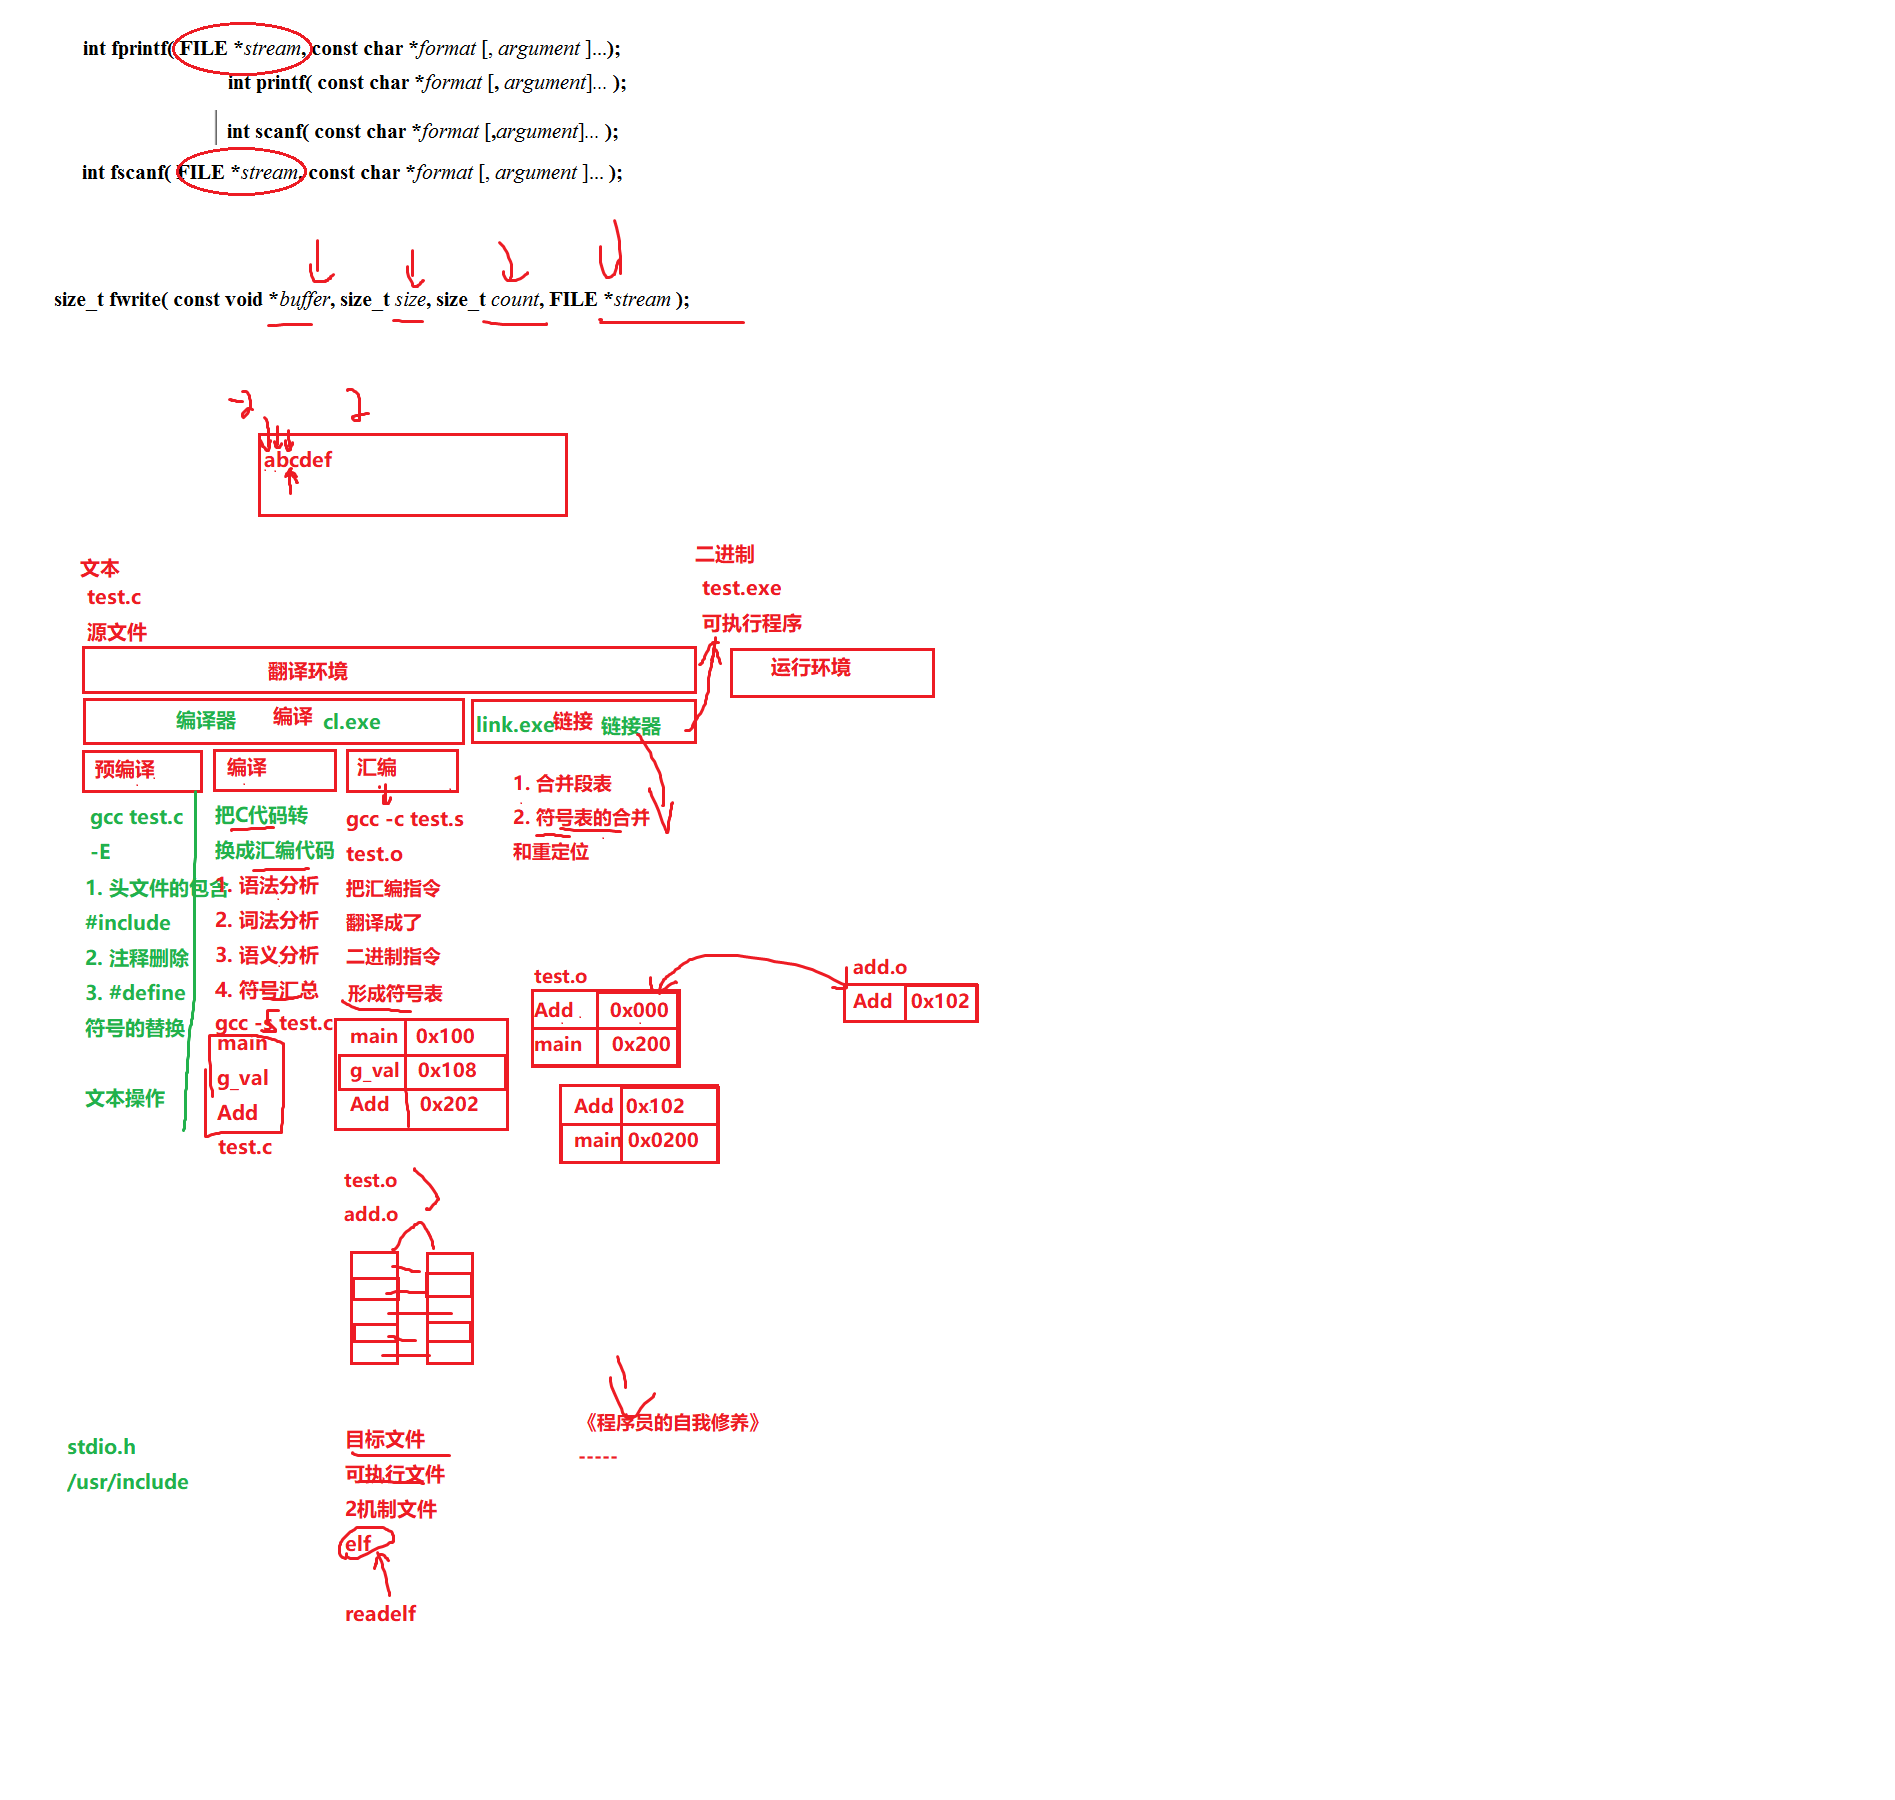 int fprintf( FILE *stream, const char *format [, argument ]...);
int printf( const char *format [, argument]... );
int scanf( const char *format [,argument]... );
int fscanf( FILE *stream, const char *format [, argument ]... );
size_t fwrite( const void *buffer, size_t size, size_t count, FILE *stream );
-2 2
abcdef
文本
test.c
源文件
二进制
test.exe
可执行程序
翻译环境
运行环境
编译器 编译 cl.exe
link.exe链接 链接器
预编译
gcc test.c
-E
1. 头文件的包含
#include
2. 注释删除
3. #define
符号的替换
文本操作
编译
把C代码转
换成汇编代码
1. 语法分析
2. 词法分析
3. 语义分析
4. 符号汇总
gcc -S test.c
main
g_val
Add
test.c
汇编
gcc -c test.s
test.o
把汇编指令
翻译成了
二进制指令
形成符号表
main 0x100
g_val 0x108
Add 0x202
test.o
add.o
1. 合并段表
2. 符号表的合并
和重定位
test.o
Add 0x000
main 0x200
add.o
Add 0x102
Add 0x102
main 0x0200
《程序员的自我修养》
-----
stdio.h
/usr/include
目标文件
可执行文件
2机制文件
elf
readelf